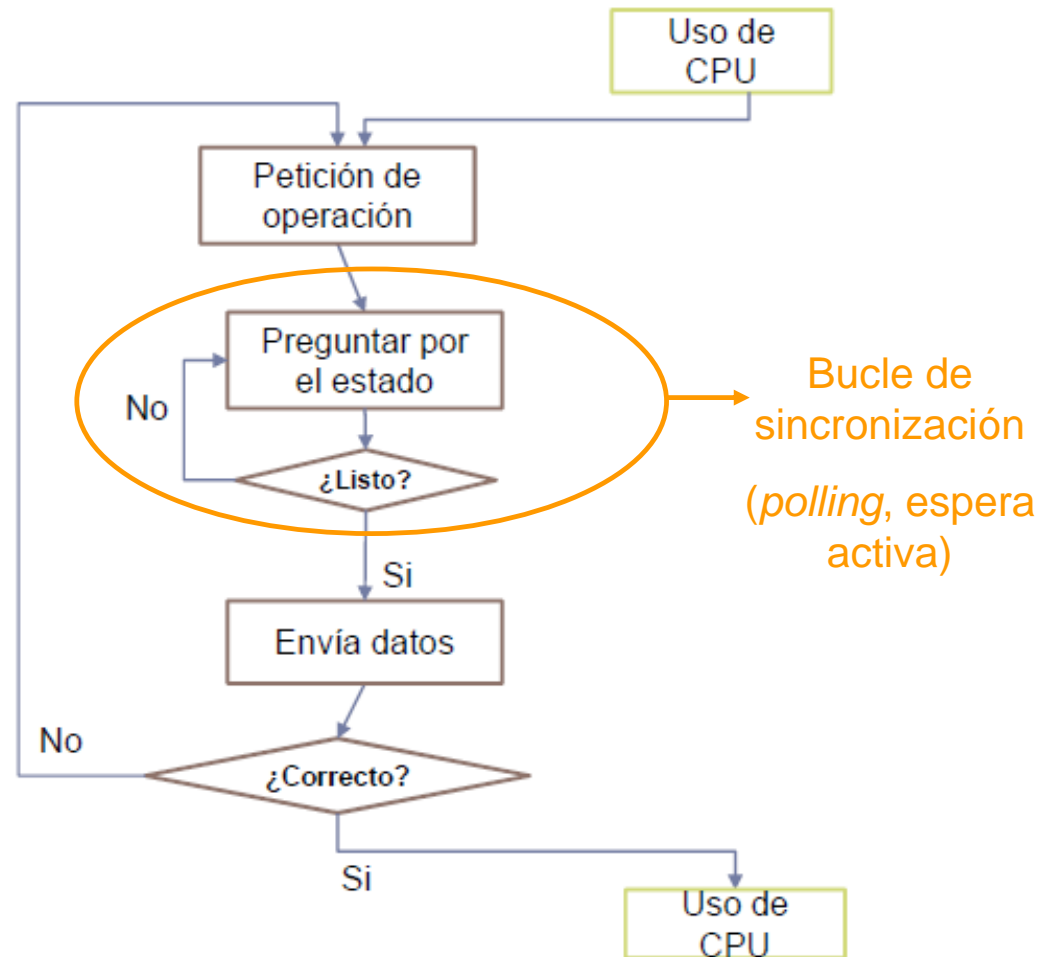 Uso de
CPU
Petición de
operación
Preguntar por
el estado
No
¿Listo?
Bucle de
sincronización
(polling, espera
activa)
Si
Envía datos
No
¿Correcto?
Si
Uso de
CPU